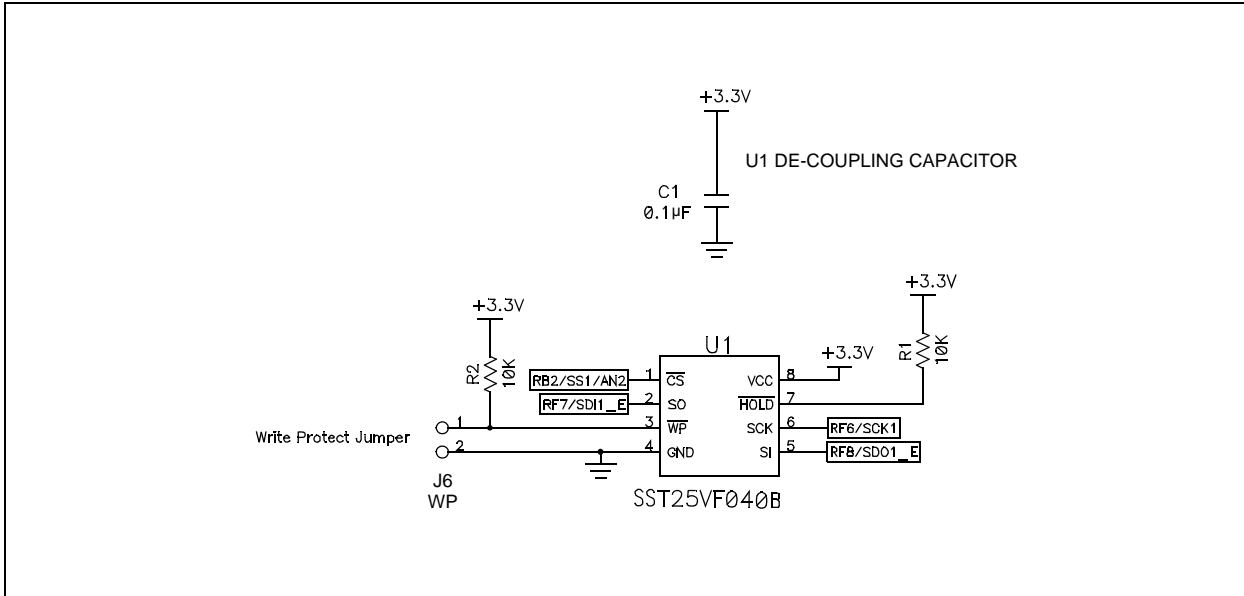 +3.3V
U1 DE-COUPLING CAPACITOR
C1
0.1µF
+3.3V
R2
10K
Write Protect Jumper
1
2
J6
WP
U1
RB2/SS1/AN2
1
CS
RF7/SDI1_E
2
SO
3
WP
4
GND
VCC
8
+3.3V
HOLD
7
SCK
6
RF6/SCK1
SI
5
RF8/SDO1_E
SST25VF040B
+3.3V
R1
10K